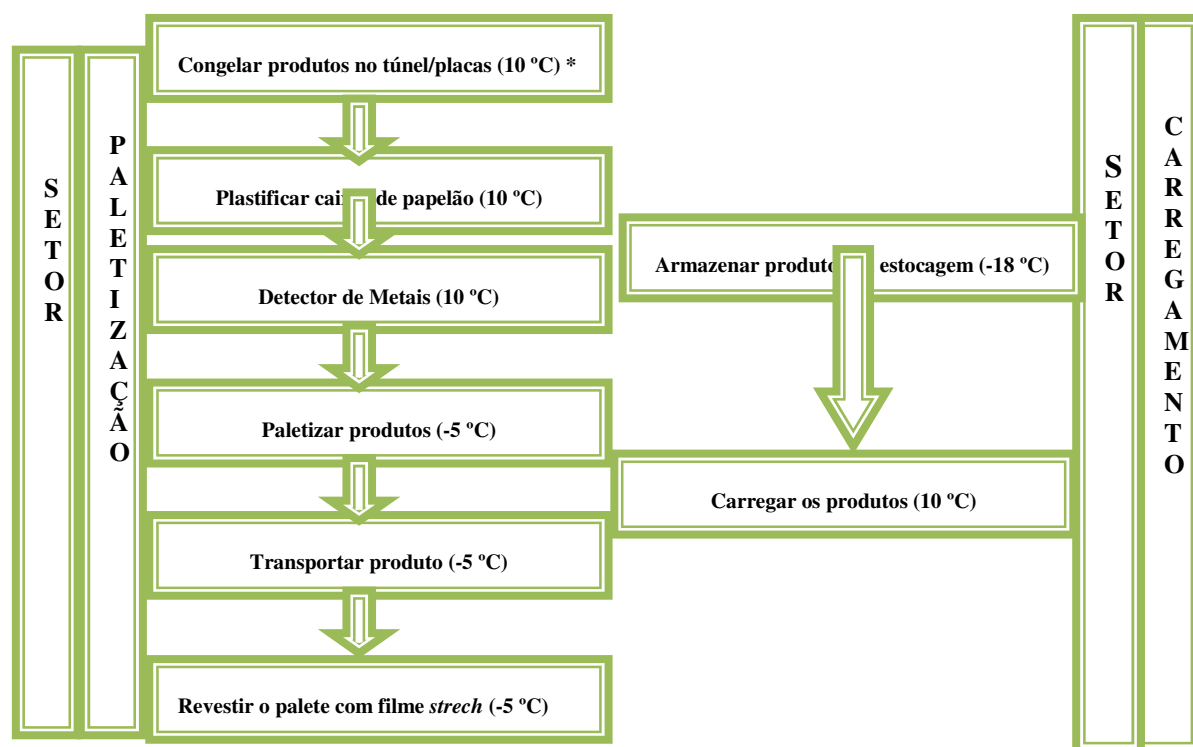 SETOR
PALETIZAÇÃO
Congelar produtos no túnel/placas (10 ºC) *
Plastificar de papelão (10 ºC)
Detector de Metais (10 ºC)
Paletizar produtos (-5 ºC)
Transportar produto (-5 ºC)
Revestir o palete com filme strech (-5 ºC)
Armazenar produto estocagem (-18 ºC)
Carregar os produtos (10 ºC)
SETOR
CARREGAMENTO